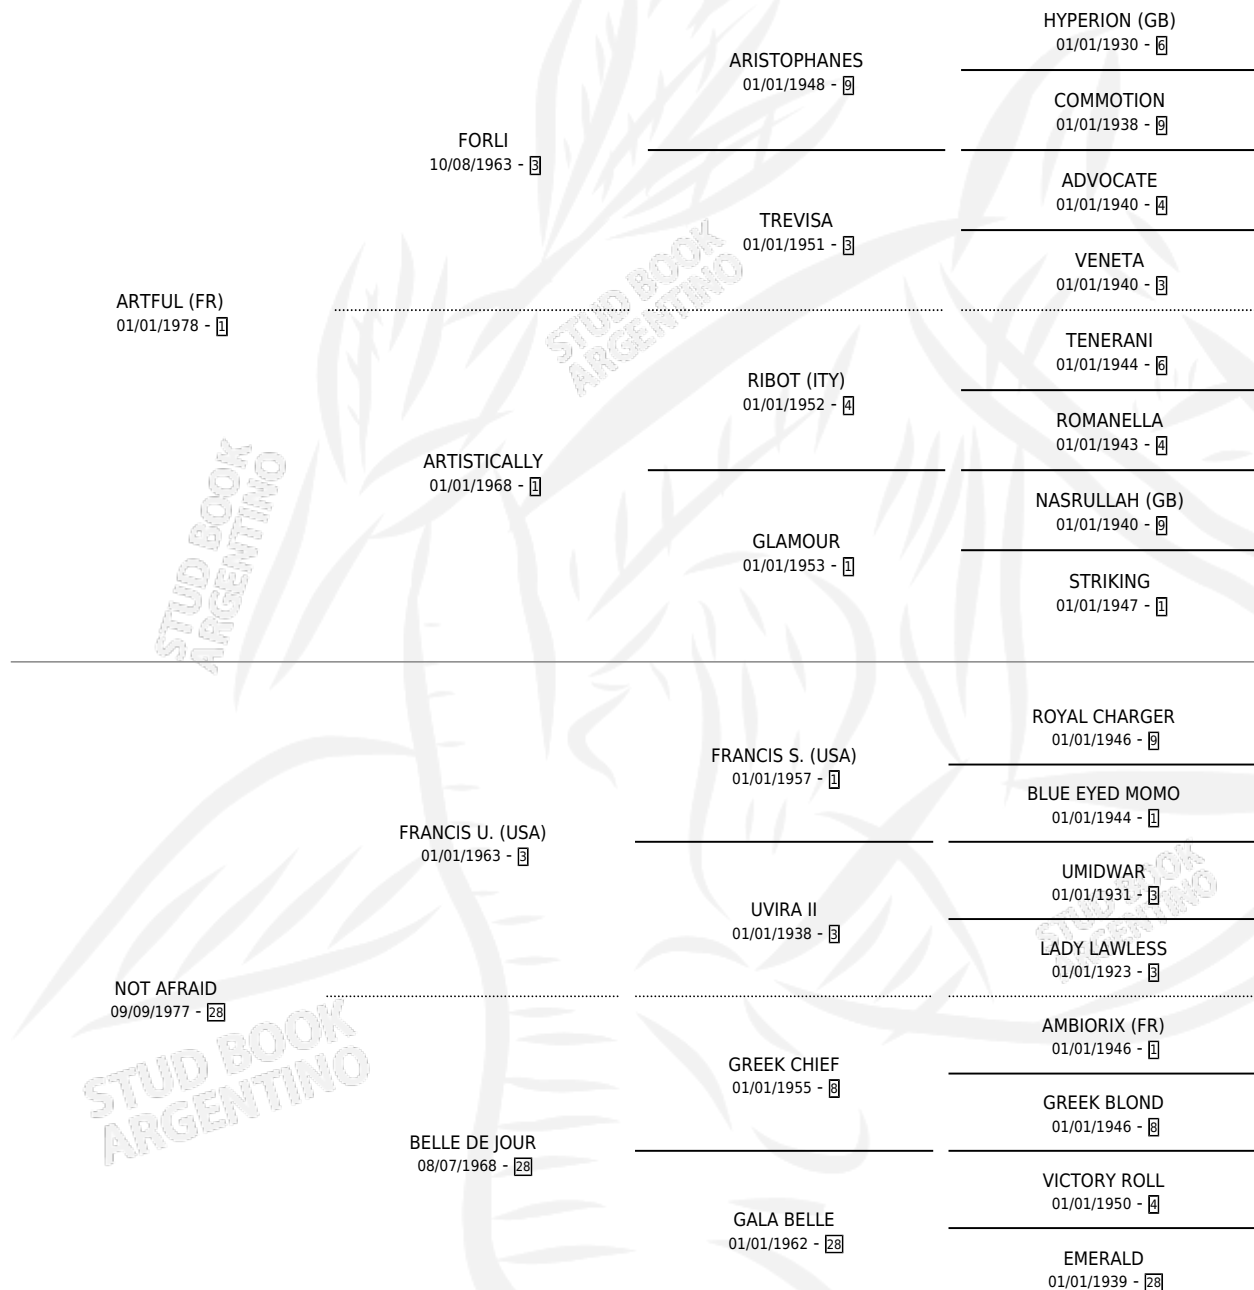 HYPERION (GB)
01/01/1930 - 6
ARISTOPHANES
01/01/1948 - 9
COMMOTION
01/01/1938 - 9
FORLI
10/08/1963 - 3
ADVOCATE
01/01/1940 - 4
TREVISA
01/01/1951 - 3
VENETA
01/01/1940 - 3
ARTFUL (FR)
01/01/1978 - 1
STUD BOOK
ARGENTINO
TENERANI
01/01/1944 - 6
RIBOT (ITY)
01/01/1952 - 4
ROMANELLA
01/01/1943 - 4
ARTISTICALLY
01/01/1968 - 1
NASRULLAH (GB)
01/01/1940 - 9
GLAMOUR
01/01/1953 - 1
STRIKING
01/01/1947 - 1
STUD BOOK
ARGENTINO
ROYAL CHARGER
01/01/1946 - 9
FRANCIS S. (USA)
01/01/1957 - 1
BLUE EYED MOMO
01/01/1944 - 1
FRANCIS U. (USA)
01/01/1963 - 3
UMIDWAR
01/01/1931 - 3
UVIRA II
01/01/1938 - 3
STUD BOOK
ARGENTINO
LADY LAWLESS
01/01/1923 - 3
NOT AFRAID
09/09/1977 - 28
AMBIORIX (FR)
01/01/1946 - 1
GREEK CHIEF
01/01/1955 - 8
GREEK BLOND
01/01/1946 - 8
STUD BOOK
ARGENTINO
BELLE DE JOUR
08/07/1968 - 28
VICTORY ROLL
01/01/1950 - 4
GALA BELLE
01/01/1962 - 28
EMERALD
01/01/1939 - 28